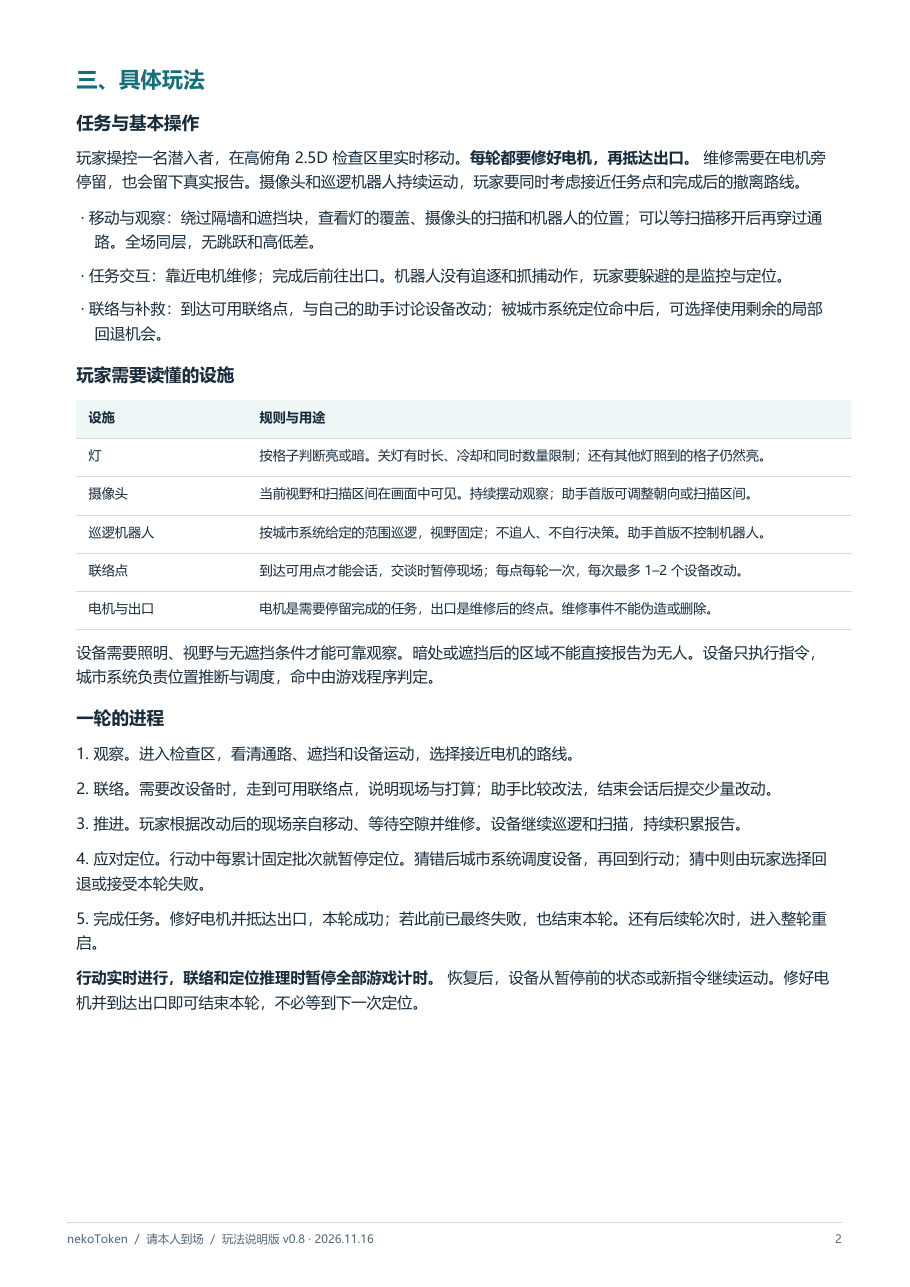 三、具体玩法
任务与基本操作
玩家操控一名潜入者，在高俯角 2.5D 检查区里实时移动。每轮都要修好电机，再抵达出口。 维修需要在电机旁
停留，也会留下真实报告。摄像头和巡逻机器人持续运动，玩家要同时考虑接近任务点和完成后的撤离路线。
· 移动与观察：绕过隔墙和遮挡块，查看灯的覆盖、摄像头的扫描和机器人的位置；可以等扫描移开后再穿过通
路。全场同层，无跳跃和高低差。
· 任务交互：靠近电机维修；完成后前往出口。机器人没有追逐和抓捕动作，玩家要躲避的是监控与定位。
· 联络与补救：到达可用联络点，与自己的助手讨论设备改动；被城市系统定位命中后，可选择使用剩余的局部
回退机会。
玩家需要读懂的设施
设施 规则与用途
灯 按格子判断亮或暗。关灯有时长、冷却和同时数量限制；还有其他灯照到的格子仍然亮。
摄像头 当前视野和扫描区间在画面中可见。持续摆动观察；助手首版可调整朝向或扫描区间。
巡逻机器人 按城市系统给定的范围巡逻，视野固定；不追人、不自行决策。助手首版不控制机器人。
联络点 到达可用点才能会话，交谈时暂停现场；每点每轮一次，每次最多 1–2 个设备改动。
电机与出口 电机是需要停留完成的任务，出口是维修后的终点。维修事件不能伪造或删除。
设备需要照明、视野与无遮挡条件才能可靠观察。暗处或遮挡后的区域不能直接报告为无人。设备只执行指令，
城市系统负责位置推断与调度，命中由游戏程序判定。
一轮的进程
1. 观察。进入检查区，看清通路、遮挡和设备运动，选择接近电机的路线。
2. 联络。需要改设备时，走到可用联络点，说明现场与打算；助手比较改法，结束会话后提交少量改动。
3. 推进。玩家根据改动后的现场亲自移动、等待空隙并维修。设备继续巡逻和扫描，持续积累报告。
4. 应对定位。行动中每累计固定批次就暂停定位。猜错后城市系统调度设备，再回到行动；猜中则由玩家选择回
退或接受本轮失败。
5. 完成任务。修好电机并抵达出口，本轮成功；若此前已最终失败，也结束本轮。还有后续轮次时，进入整轮重
启。
行动实时进行，联络和定位推理时暂停全部游戏计时。 恢复后，设备从暂停前的状态或新指令继续运动。修好电
机并到达出口即可结束本轮，不必等到下一次定位。
nekoToken / 请本人到场 / 玩法说明版 v0.8 · 2026.11.16 2